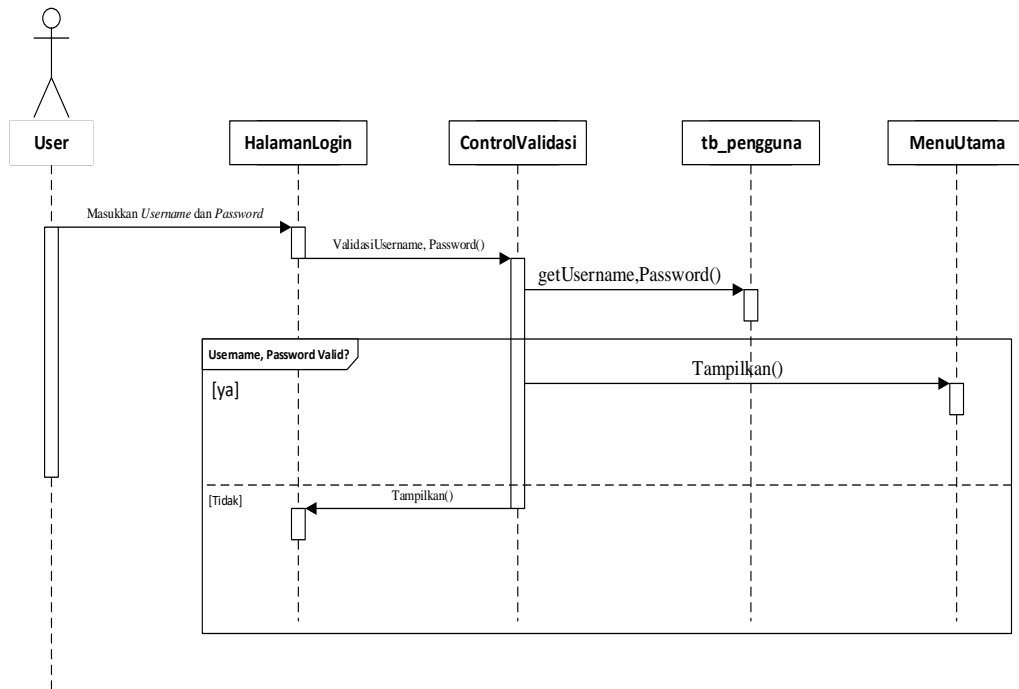 User
HalamanLogin
ControlValidasi
tb_pengguna
MenuUtama
Masukkan Username dan Password
ValidasiUsername, Password()
getUsername,Password()
Username, Password Valid?
[ya]
Tampilkan()
[Tidak]
Tampilkan()